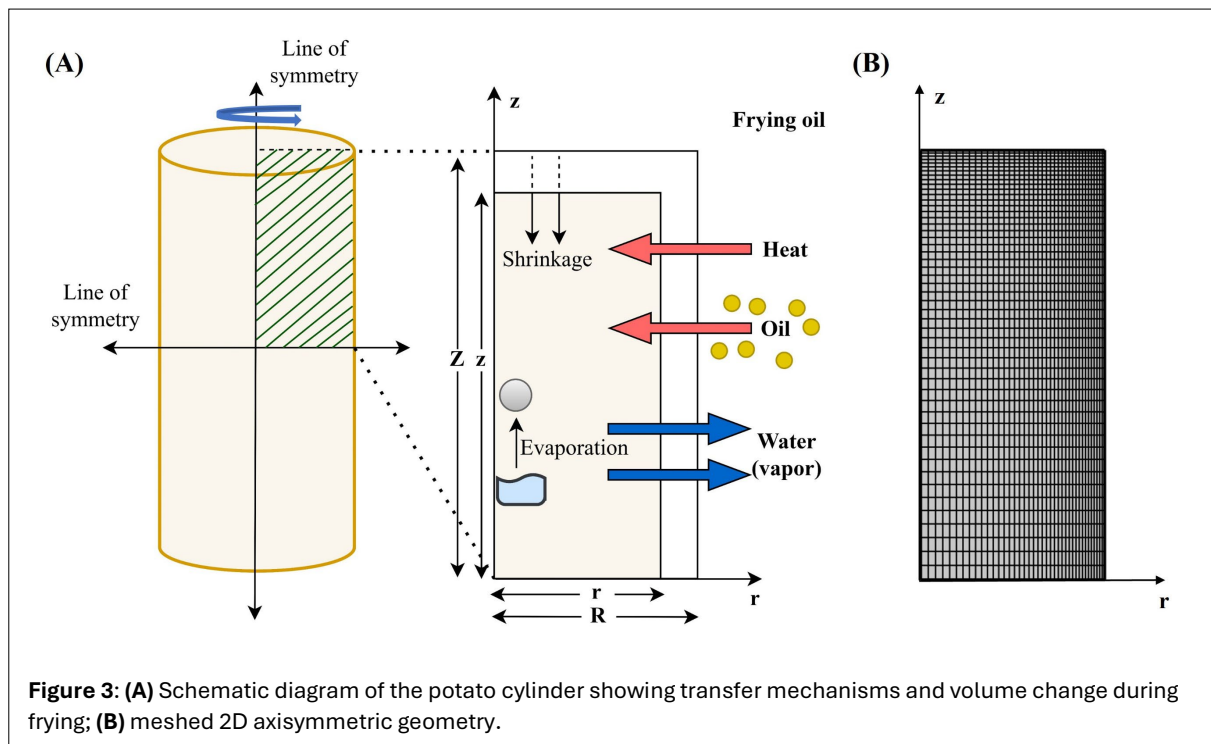 (A)
Line of
symmetry
Line of
symmetry
z
Frying oil
Shrinkage
Heat
Oil
Z
z
Evaporation
Water
(vapor)
r
R
r
(B)
z
r
Figure 3: (A) Schematic diagram of the potato cylinder showing transfer mechanisms and volume change during
frying; (B) meshed 2D axisymmetric geometry.